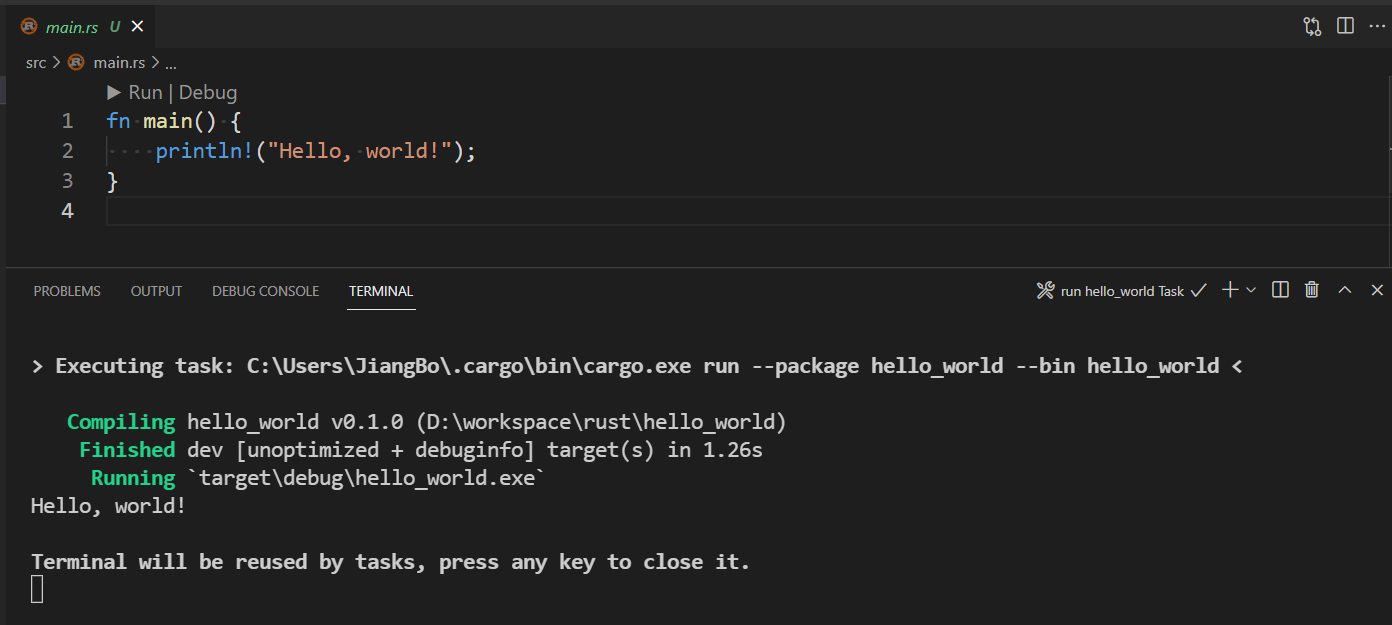 main.rs U
src > main.rs > ...
Run | Debug
1 fn main() {
2     println!("Hello, world!");
3 }
4
PROBLEMS OUTPUT DEBUG CONSOLE TERMINAL run hello_world Task
> Executing task: C:\Users\JiangBo\.cargo\bin\cargo.exe run --package hello_world --bin hello_world <
   Compiling hello_world v0.1.0 (D:\workspace\rust\hello_world)
    Finished dev [unoptimized + debuginfo] target(s) in 1.26s
     Running `target\debug\hello_world.exe`
Hello, world!
Terminal will be reused by tasks, press any key to close it.